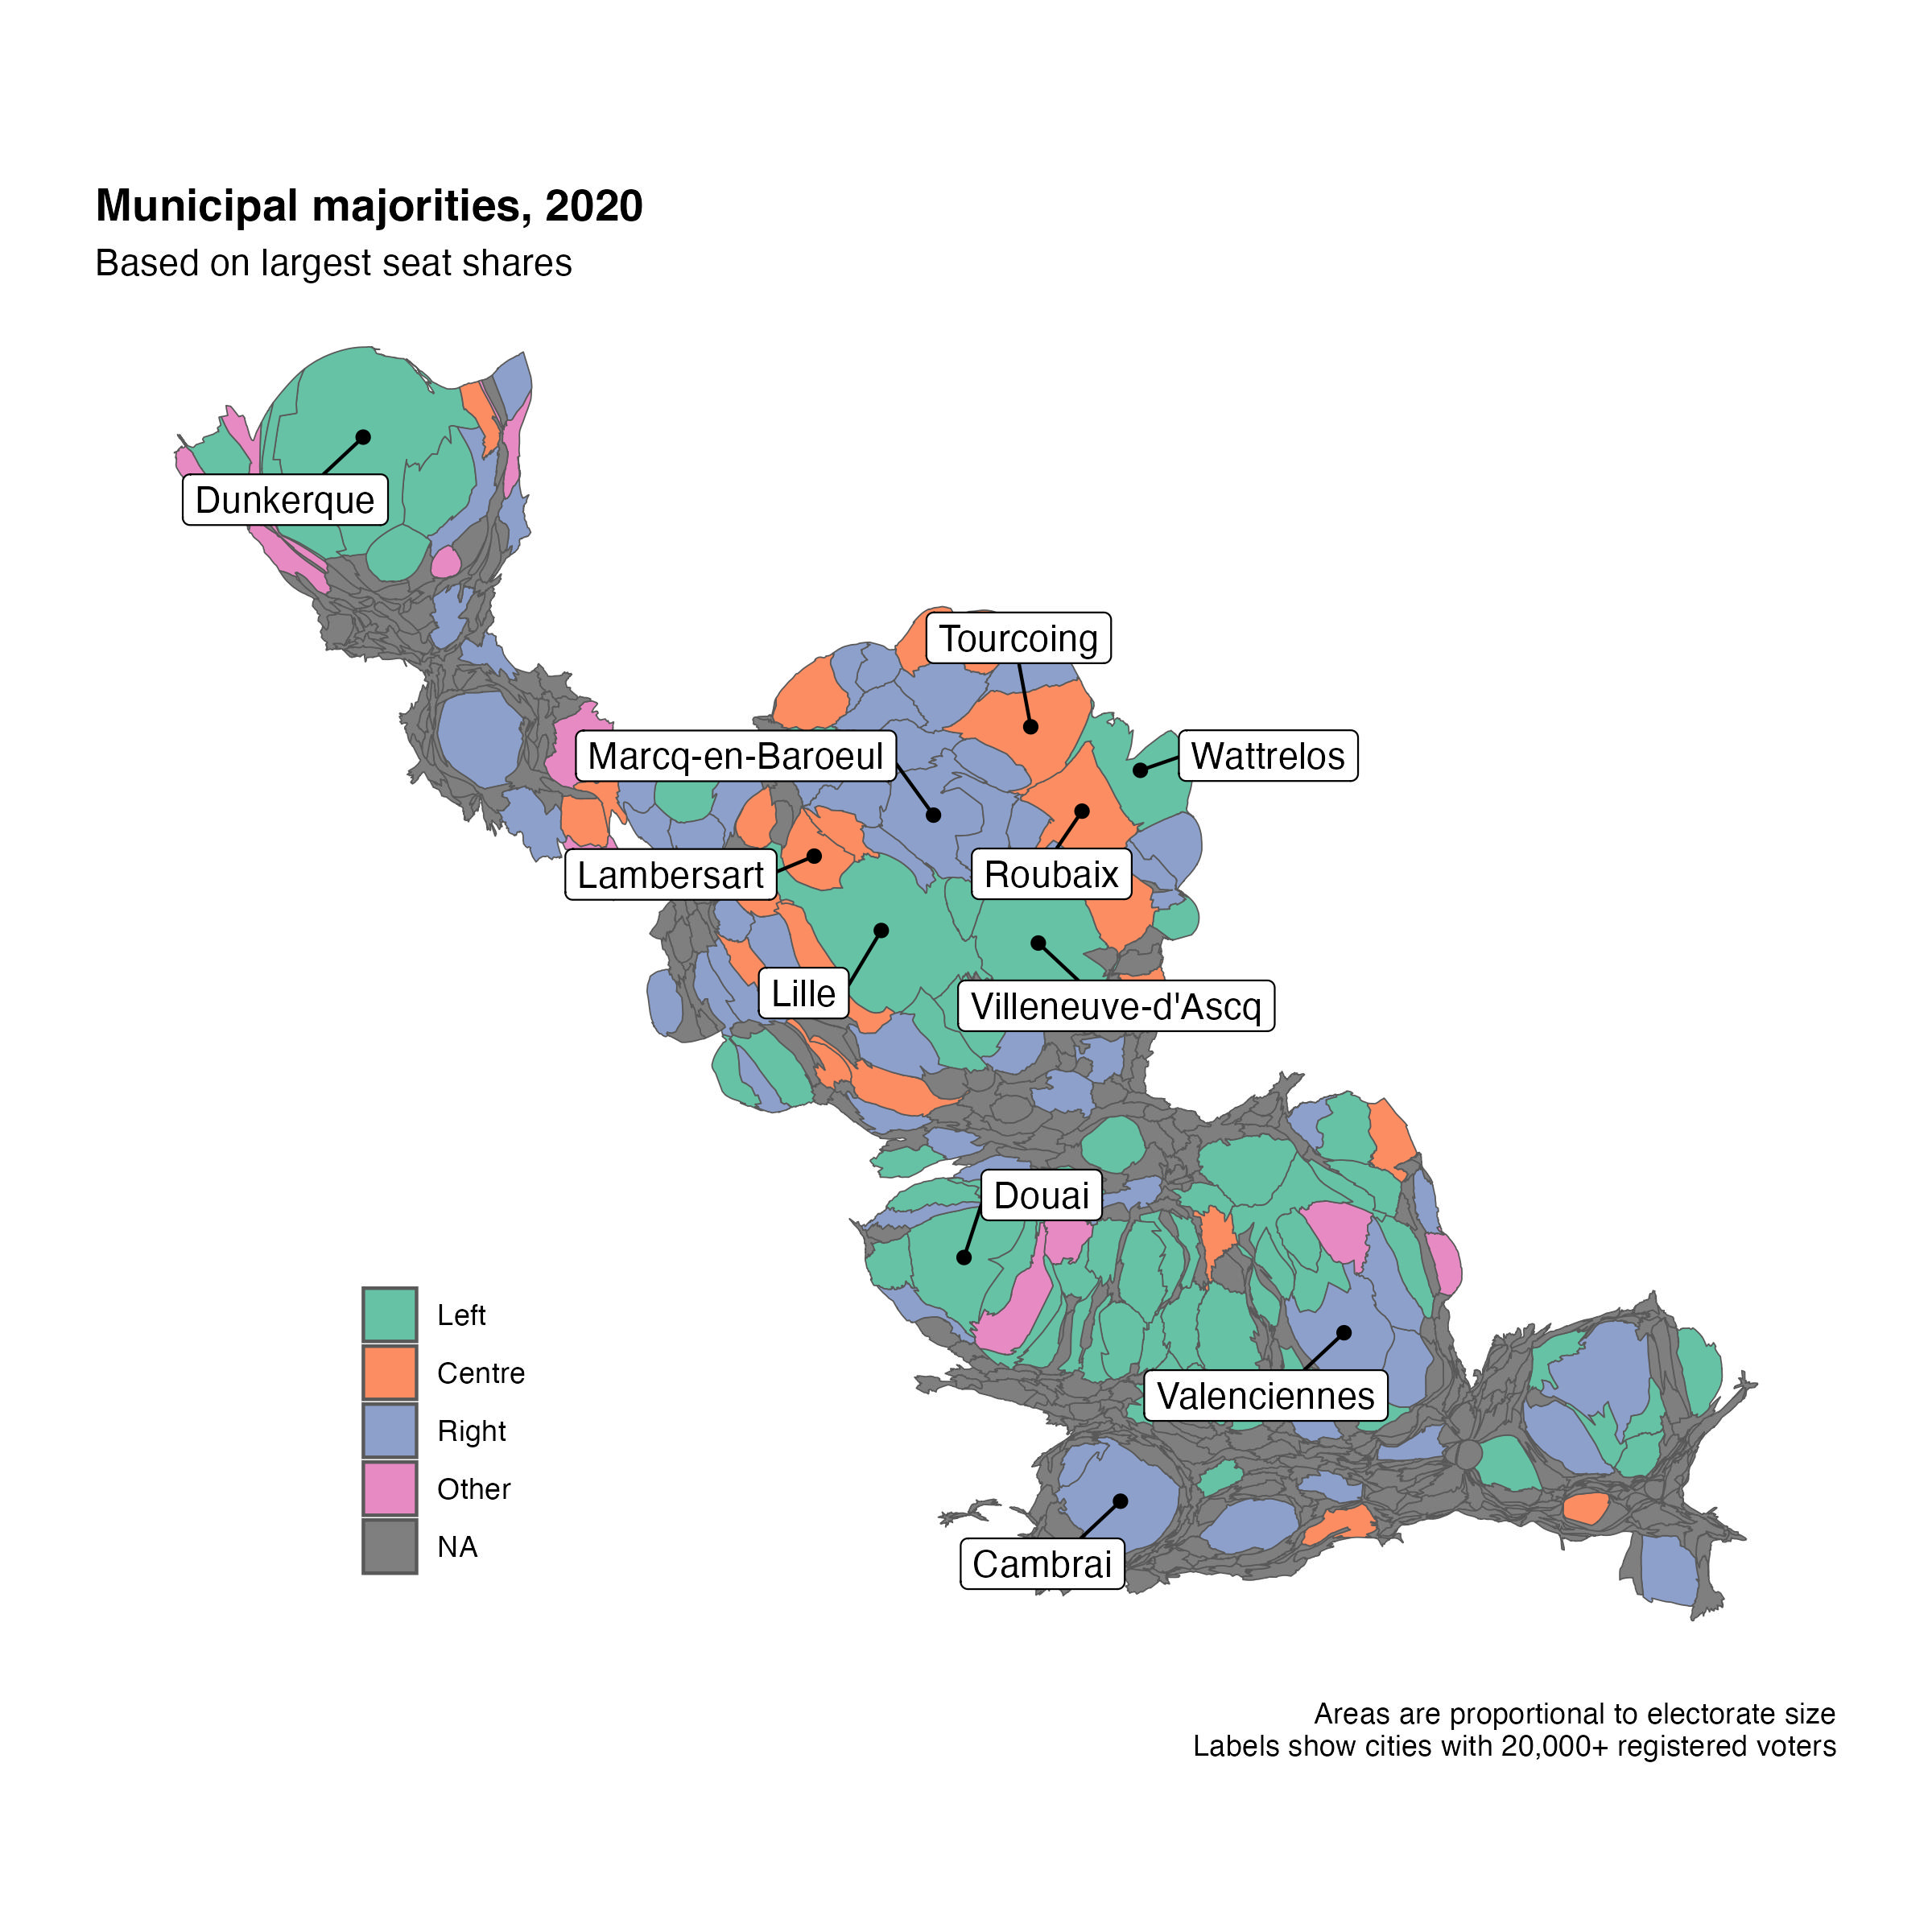 Municipal majorities, 2020
Based on largest seat shares
Dunkerque
Tourcoing
Marcq-en-Baroeul
Wattrelos
Lambersart
Roubaix
Lille
Villeneuve-d'Ascq
Douai
Valenciennes
Cambrai
Left
Centre
Right
Other
NA
Areas are proportional to electorate size
Labels show cities with 20,000+ registered voters